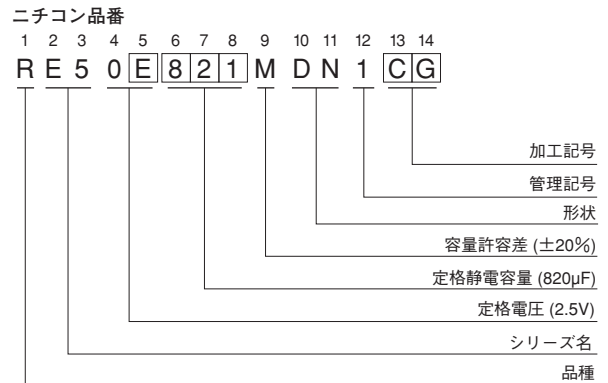 ニチコン品番
1 2 3 4 5 6 7 8 9 10 11 12 13 14
R E 5 0 E 8 2 1 M D N 1 C G
加工記号
管理記号
形状
容量許容差 (±20%)
定格静電容量 (820µF)
定格電圧 (2.5V)
シリーズ名
品種